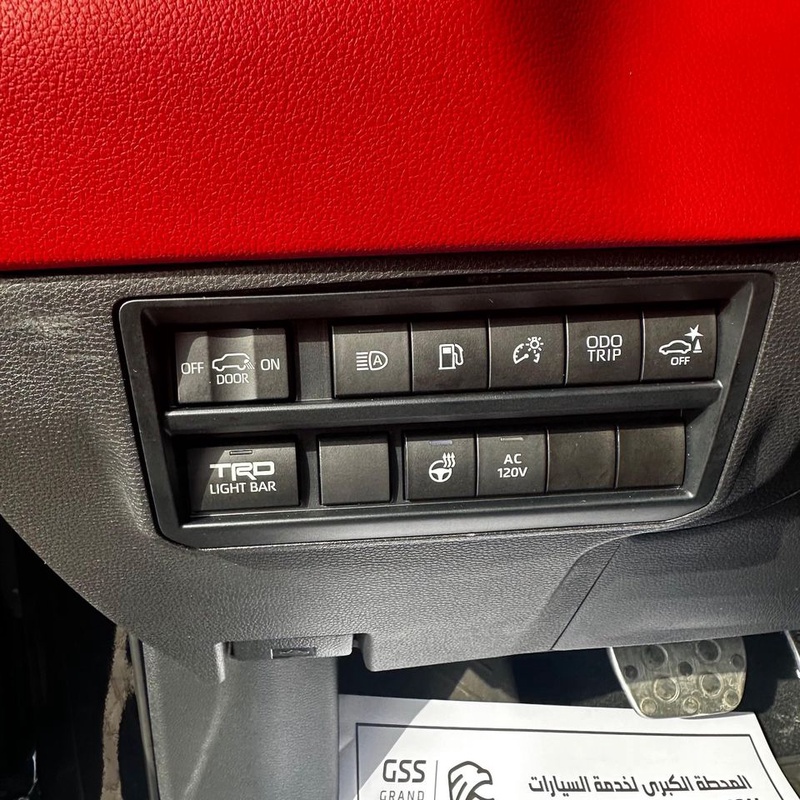 OFF DOOR ON
A
ODO
TRIP
OFF
TRD
LIGHT BAR
AC
120V
GSS
GRAND
المحطة الكبرى لخدمة السيارات